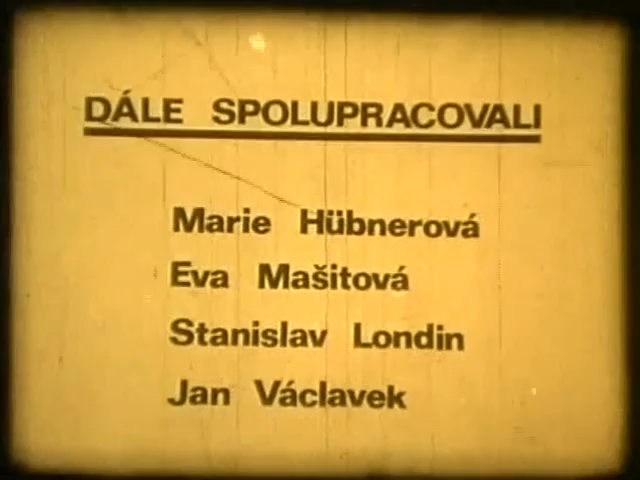 DÁLE SPOLUPRACOVALI
Marie Hübnerová
Eva Mašitová
Stanislav Londin
Jan Václavek